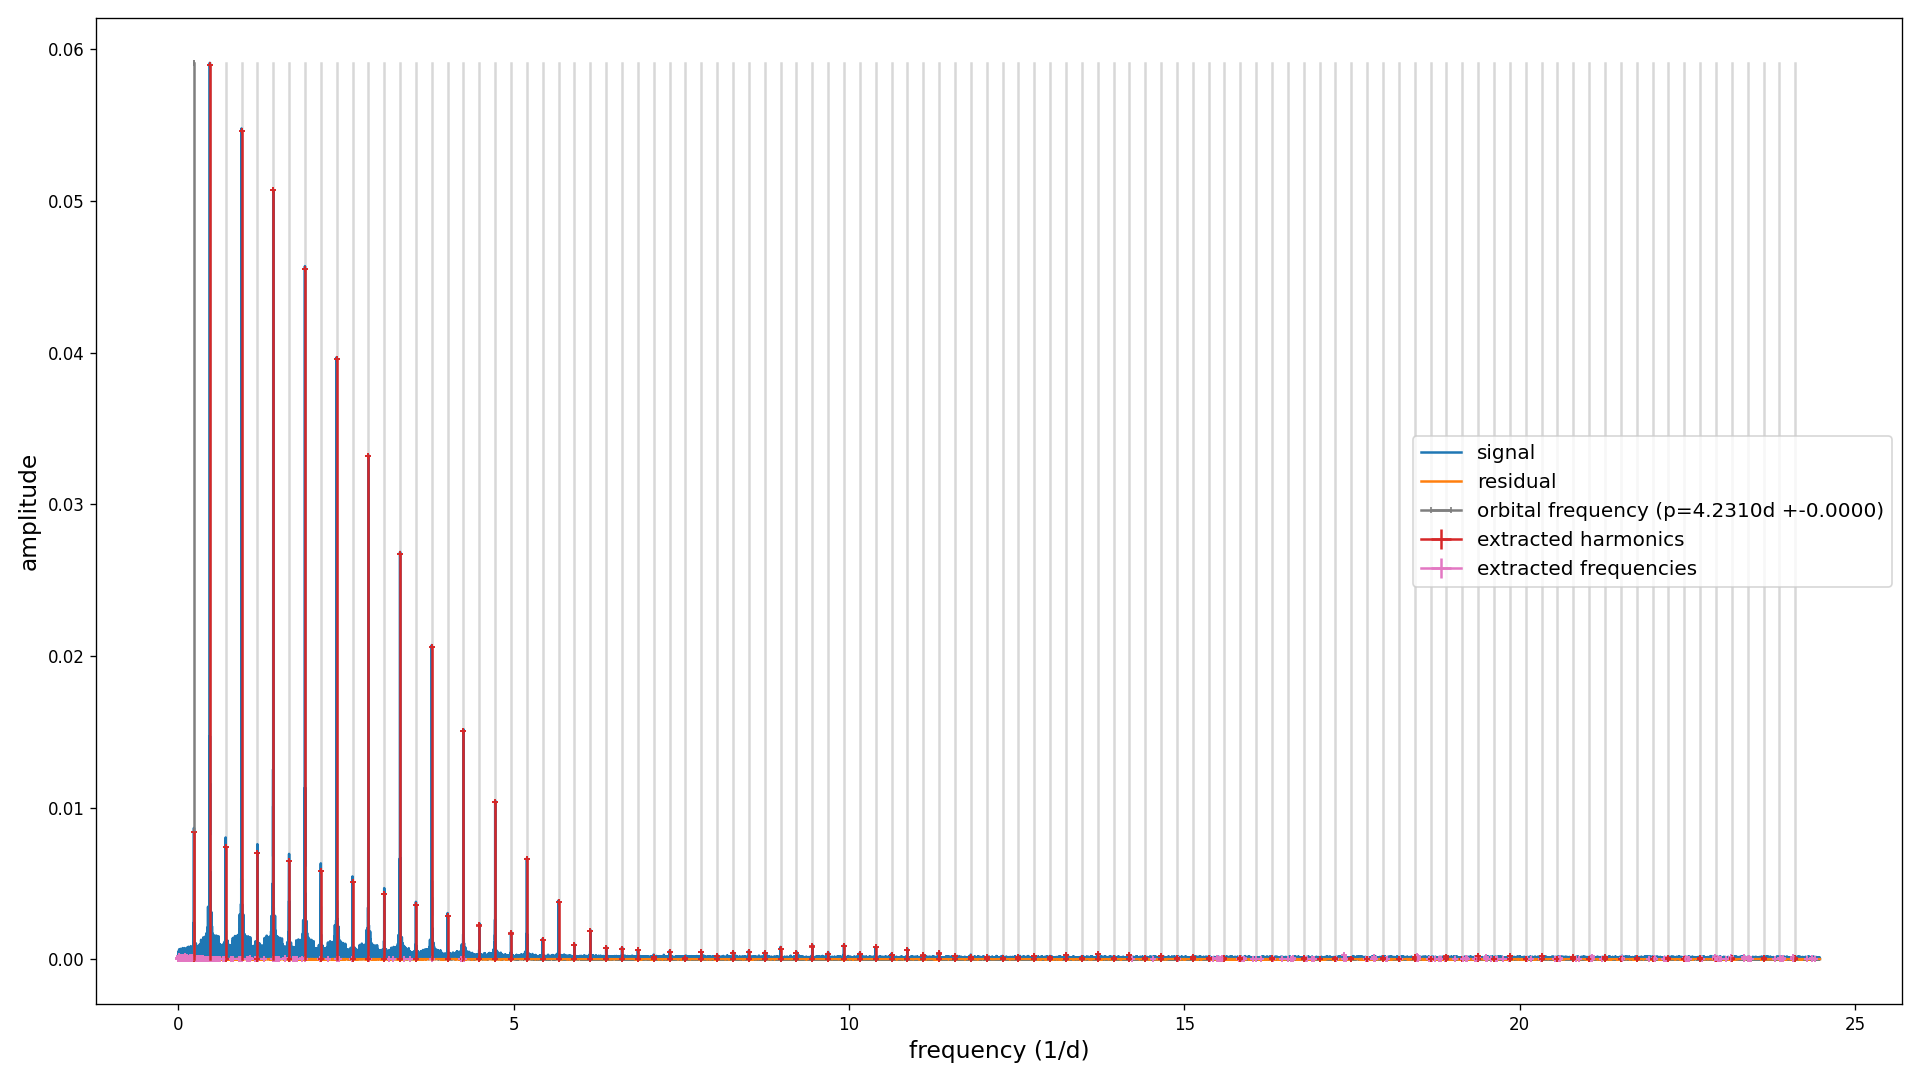 0.06
0.05
0.04
0.03
0.02
0.01
0.00
amplitude
signal
residual
orbital frequency (p=4.2310d +-0.0000)
extracted harmonics
extracted frequencies
0
5
10
15
20
25
frequency (1/d)